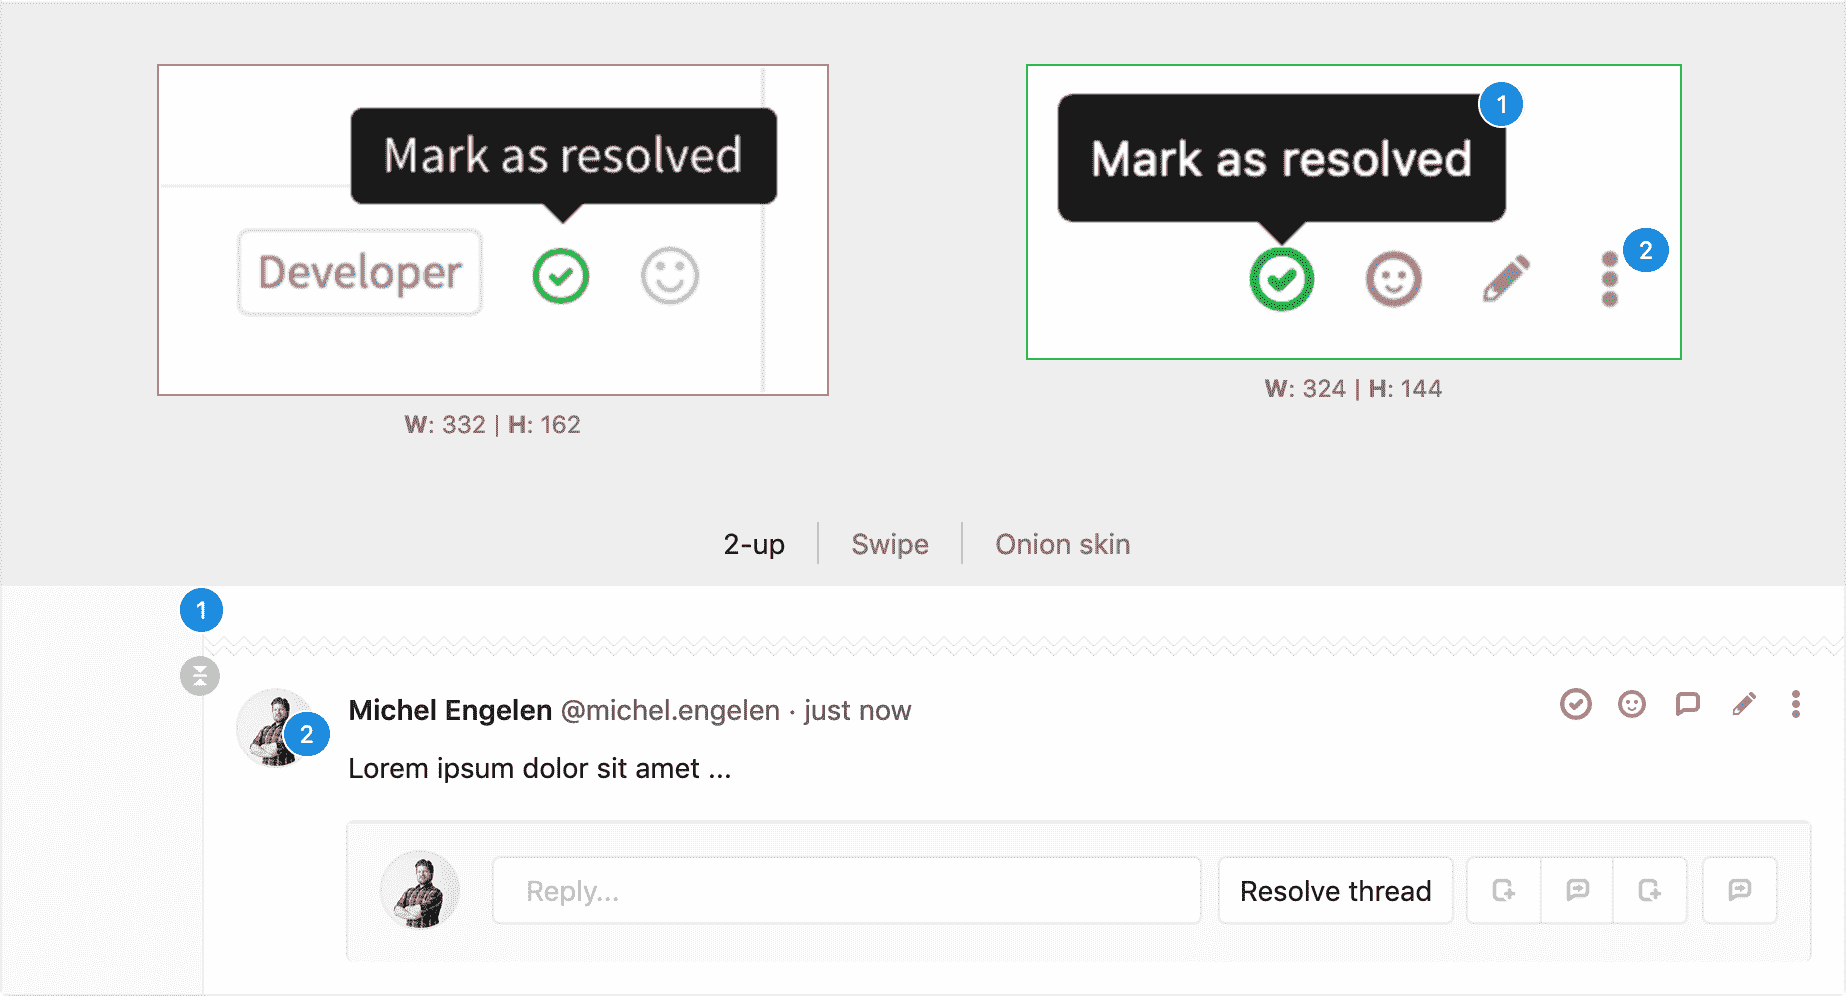 Mark as resolved
Developer
W: 332 | H: 162
1
Mark as resolved
2
W: 324 | H: 144
2-up
Swipe
Onion skin
1
Michel Engelen @michel.engelen · just now
2
Lorem ipsum dolor sit amet ...
Reply...
Resolve thread